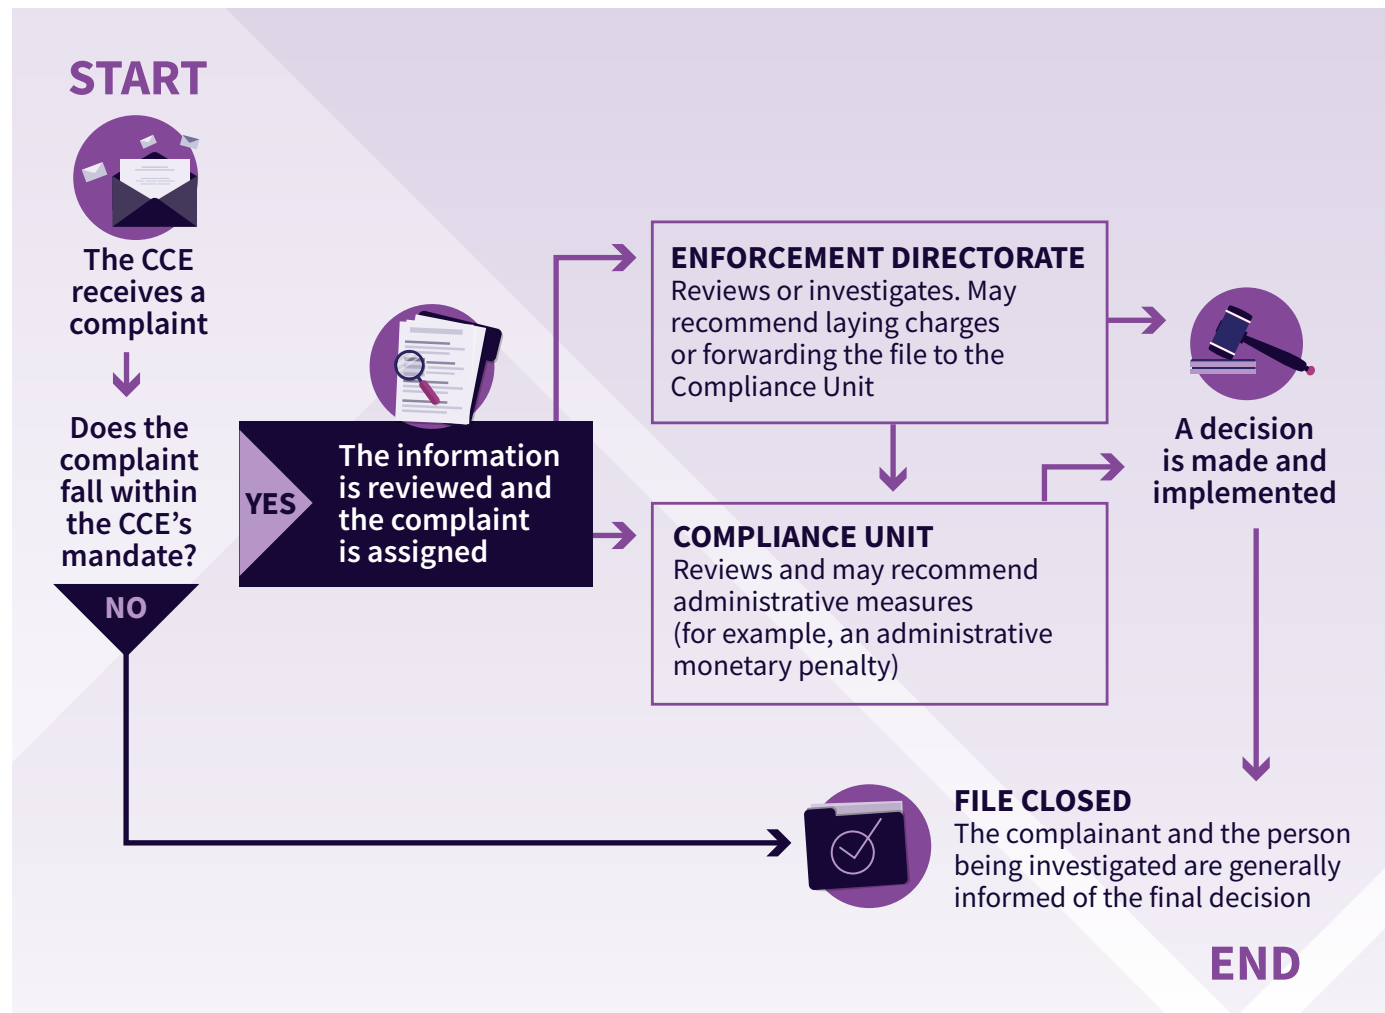 START
The CCE
receives a
complaint
Does the
complaint
fall within
the CCE’s
mandate?
NO
YES
The information
is reviewed and
the complaint
is assigned
ENFORCEMENT DIRECTORATE
Reviews or investigates. May
recommend laying charges
or forwarding the file to the
Compliance Unit
COMPLIANCE UNIT
Reviews and may recommend
administrative measures
(for example, an administrative
monetary penalty)
A decision
is made and
implemented
FILE CLOSED
The complainant and the person
being investigated are generally
informed of the final decision
END